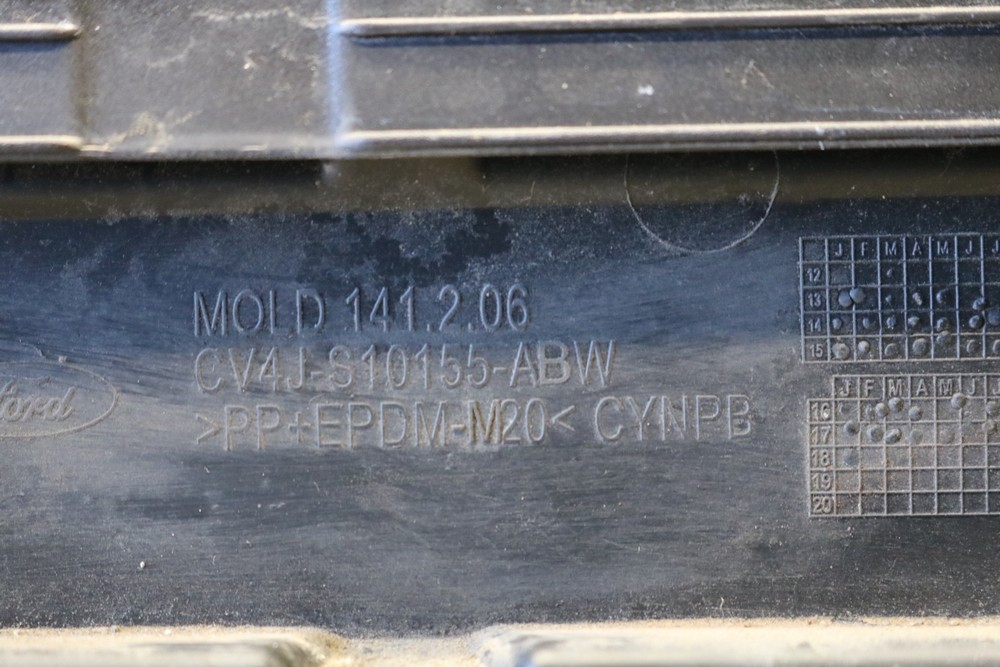 MOLD 141.2.06
CV4J-S10155-ABW
>PP+EPDM-M20< CYNPB
Ford
J F M A M J J
12
13
14
15
J F M A M J
16
17
18
19
20